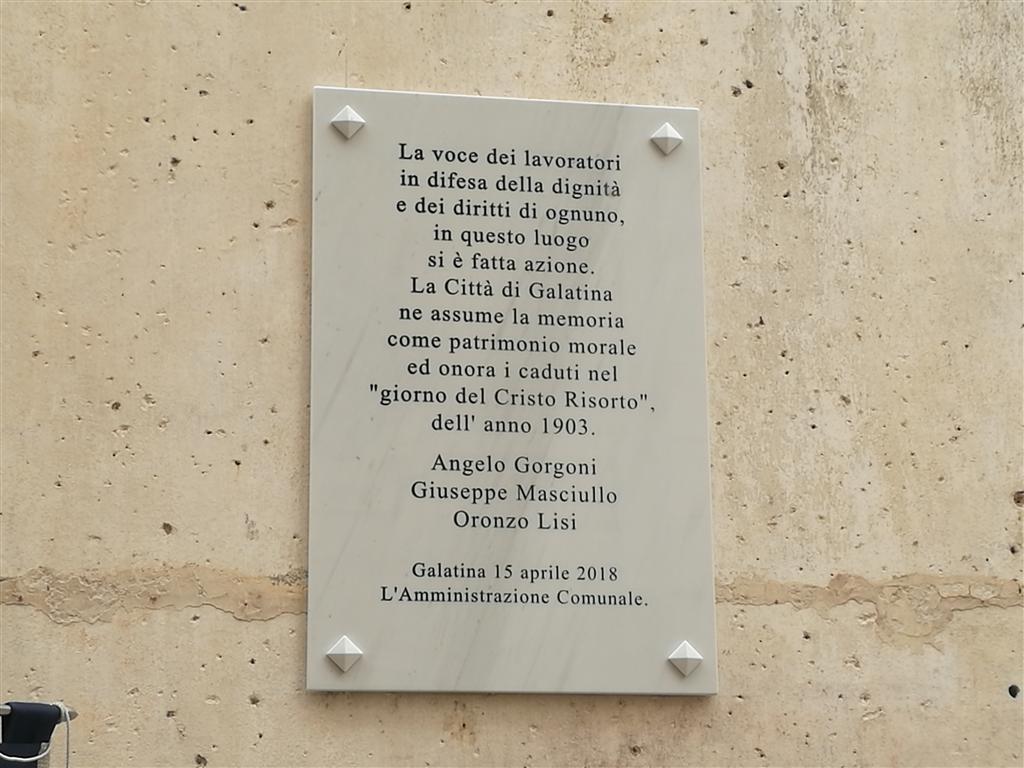 La voce dei lavoratori
in difesa della dignità
e dei diritti di ognuno,
in questo luogo
si è fatta azione.
La Città di Galatina
ne assume la memoria
come patrimonio morale
ed onora i caduti nel
"giorno del Cristo Risorto",
dell' anno 1903.
Angelo Gorgoni
Giuseppe Masciullo
Oronzo Lisi
Galatina 15 aprile 2018
L'Amministrazione Comunale.